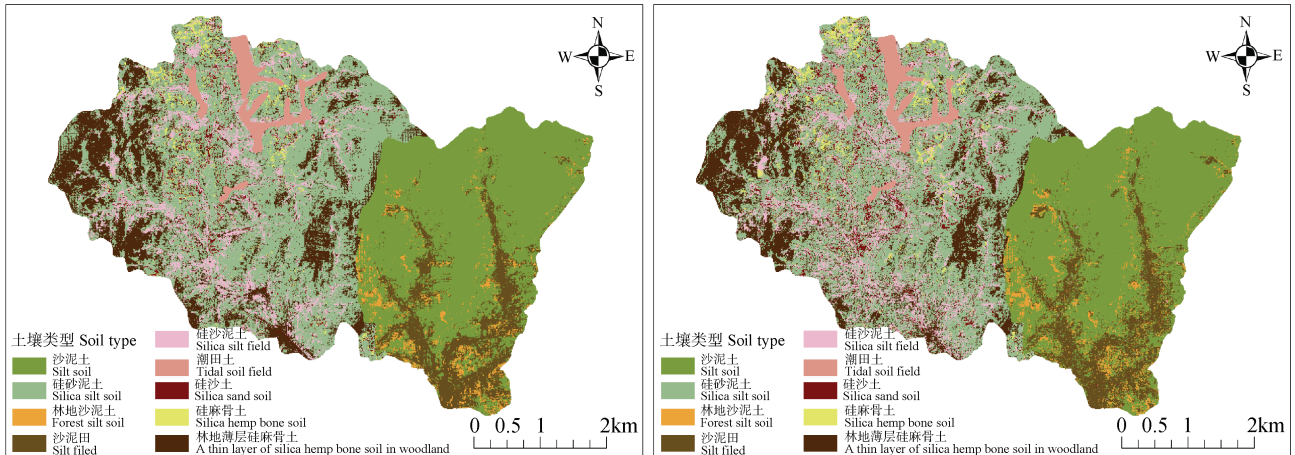 N
W E
S
土壤类型 Soil type
沙泥土
Silt soil
硅砂泥土
Silica silt soil
林地沙泥土
Forest silt soil
沙泥田
Silt filed
硅沙泥土
Silica silt field
潮田土
Tidal soil field
硅沙土
Silica sand soil
硅麻骨土
Silica hemp bone soil
林地薄层硅麻骨土
A thin layer of silica hemp bone soil in woodland
0 0.5 1 2km
N
W E
S
土壤类型 Soil type
沙泥土
Silt soil
硅砂泥土
Silica silt soil
林地沙泥土
Forest silt soil
沙泥田
Silt filed
硅沙泥土
Silica silt field
潮田土
Tidal soil field
硅沙土
Silica sand soil
硅麻骨土
Silica hemp bone soil
林地薄层硅麻骨土
A thin layer of silica hemp bone soil in woodland
0 0.5 1 2km